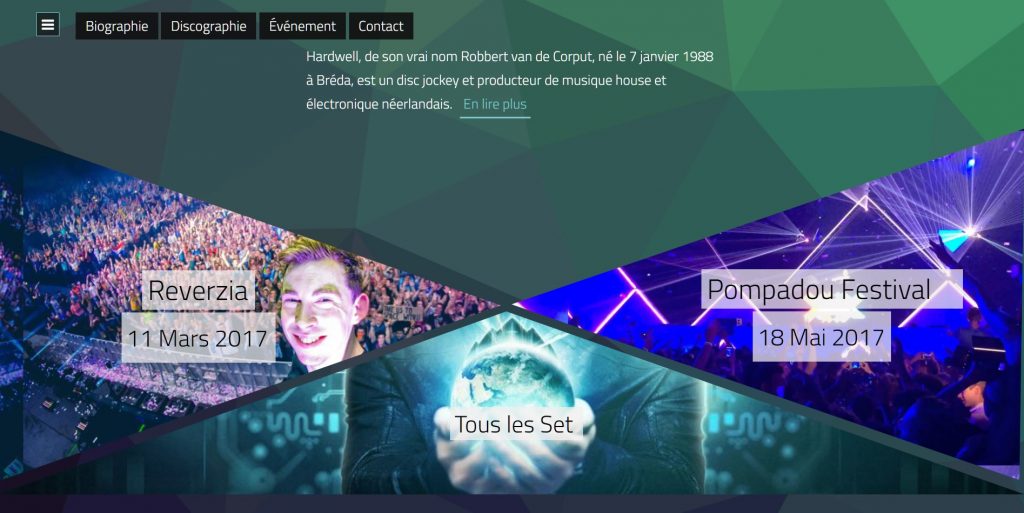 Biographie Discographie Événement Contact
Hardwell, de son vrai nom Robbert van de Corput, né le 7 janvier 1988
à Bréda, est un disc jockey et producteur de musique house et
électronique néerlandais. En lire plus
Reverzia
11 Mars 2017
Pompadou Festival
18 Mai 2017
Tous les Set